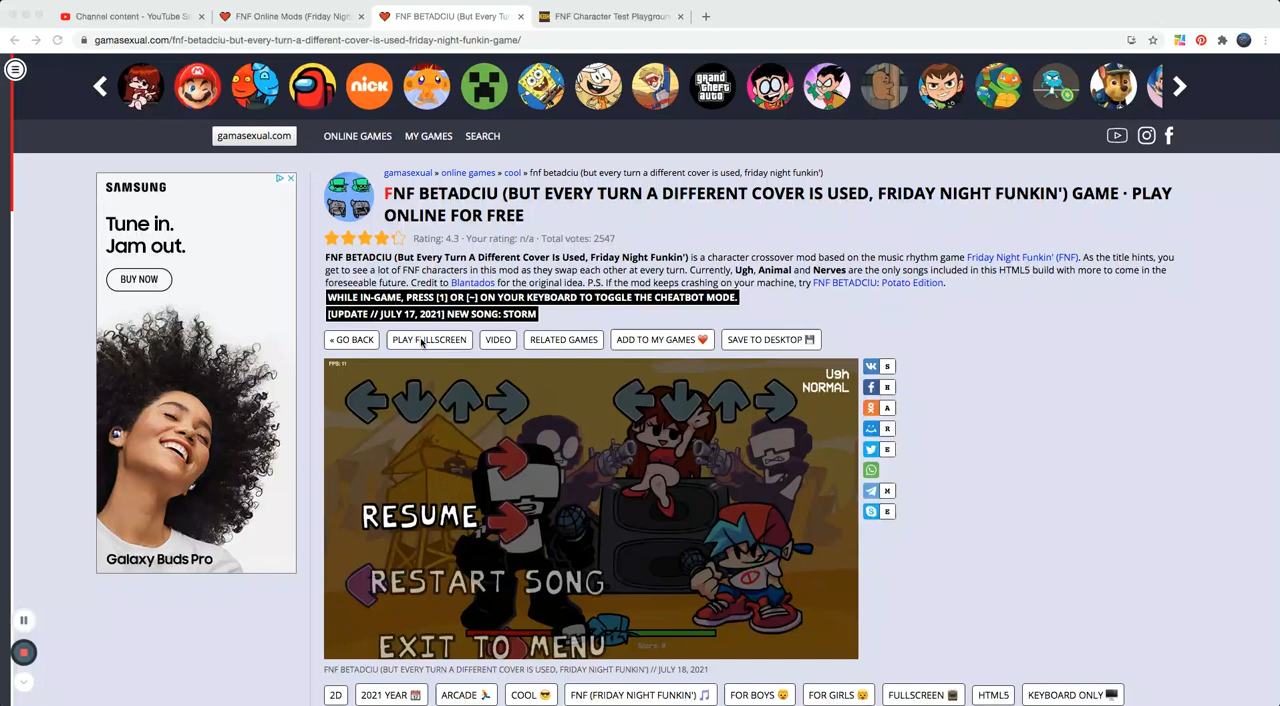 Channel content - YouTube S
FNF Online Mods (Friday Nigh
FNF BETADCIU (But Every Tu
FNF Character Test Playgroun
gamasexual.com/fnf-betadciu-but-every-turn-a-different-cover-is-used-friday-night-funkin-game/
nick
grand
theft
auto
gamasexual.com
ONLINE GAMES
MY GAMES
SEARCH
SAMSUNG
Tune in.
Jam out.
BUY NOW
Galaxy Buds Pro
gamasexual » online games » cool » fnf betadciu (but every turn a different cover is used, friday night funkin')
FNF BETADCIU (BUT EVERY TURN A DIFFERENT COVER IS USED, FRIDAY NIGHT FUNKIN') GAME · PLAY
ONLINE FOR FREE
Rating: 4.3 · Your rating: n/a · Total votes: 2547
FNF BETADCIU (But Every Turn A Different Cover Is Used, Friday Night Funkin') is a character crossover mod based on the music rhythm game Friday Night Funkin' (FNF). As the title hints, you
get to see a lot of FNF characters in this mod as they swap each other at every turn. Currently, Ugh, Animal and Nerves are the only songs included in this HTML5 build with more to come in the
foreseeable future. Credit to Blantados for the original idea. P.S. If the mod keeps crashing on your machine, try FNF BETADCIU: Potato Edition.
WHILE IN-GAME, PRESS [1] OR [~] ON YOUR KEYBOARD TO TOGGLE THE CHEATBOT MODE.
[UPDATE // JULY 17, 2021] NEW SONG: STORM
« GO BACK
PLAY FULLSCREEN
VIDEO
RELATED GAMES
ADD TO MY GAMES
SAVE TO DESKTOP
FPS: 11
Ugh
NORMAL
RESUME
RESTART SONG
EXIT TO MENU
S
H
A
R
E
M
E
FNF BETADCIU (BUT EVERY TURN A DIFFERENT COVER IS USED, FRIDAY NIGHT FUNKIN') // JULY 18, 2021
2D
2021 YEAR
ARCADE
COOL
FNF (FRIDAY NIGHT FUNKIN')
FOR BOYS
FOR GIRLS
FULLSCREEN
HTML5
KEYBOARD ONLY